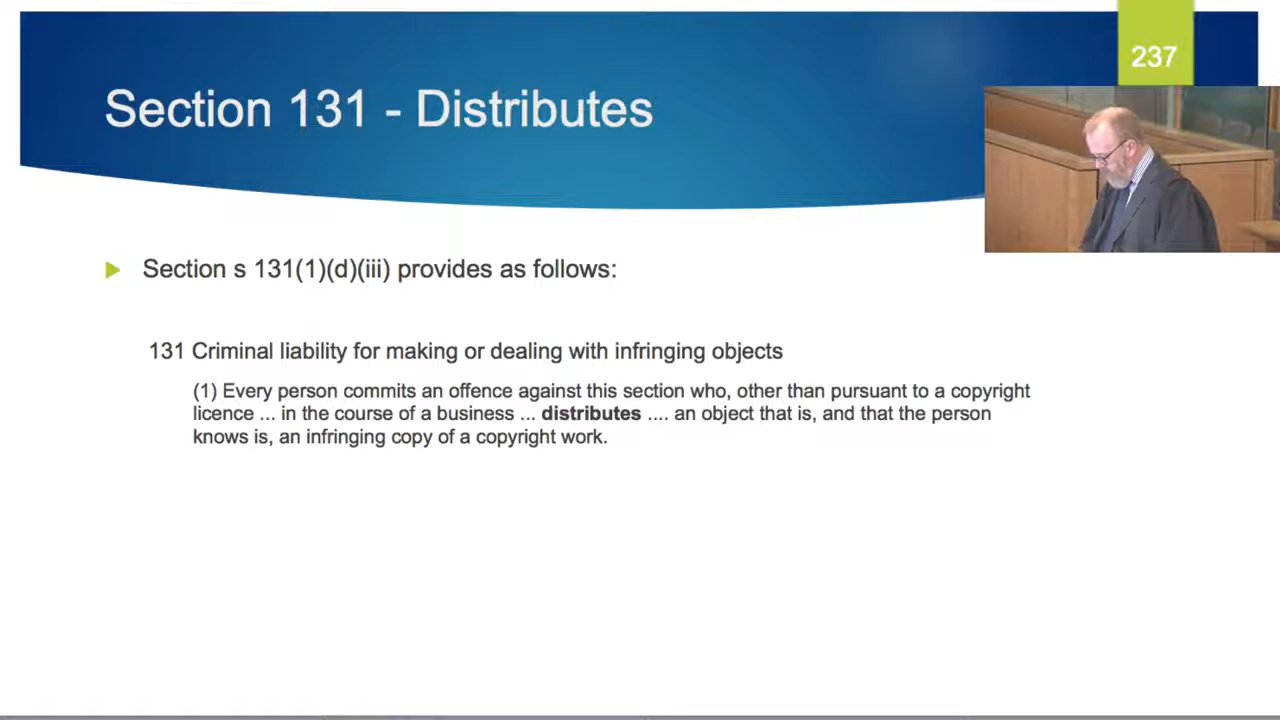 237
Section 131 - Distributes
Section s 131(1)(d)(iii) provides as follows:
131 Criminal liability for making or dealing with infringing objects
(1) Every person commits an offence against this section who, other than pursuant to a copyright
licence ... in the course of a business ... distributes .... an object that is, and that the person
knows is, an infringing copy of a copyright work.